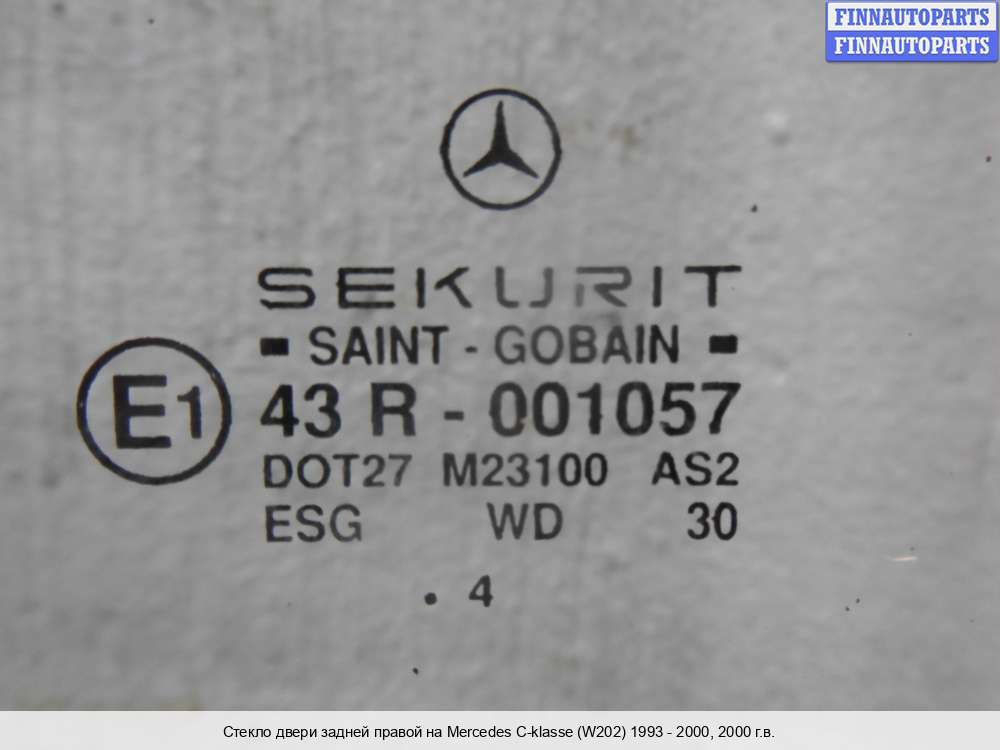 FINNAUTOPARTS
FINNAUTOPARTS
SEKURIT
SAINT - GOBAIN
E1 43 R - 001057
DOT27 M23100 AS2
ESG WD 30
. 4
Стекло двери задней правой на Mercedes C-klasse (W202) 1993 - 2000, 2000 г.в.